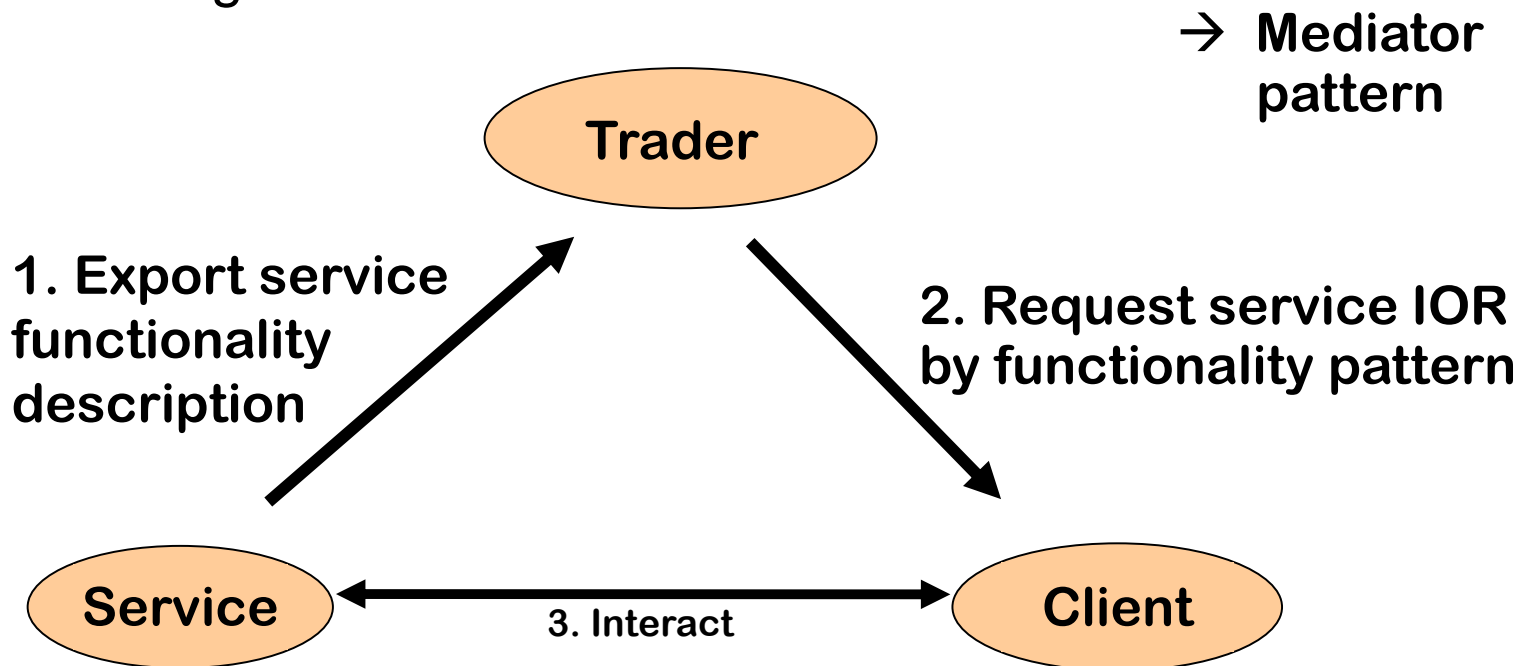 → Mediator
pattern
Trader
1. Export service
functionality
description
2. Request service IOR
by functionality pattern
Service
3. Interact
Client